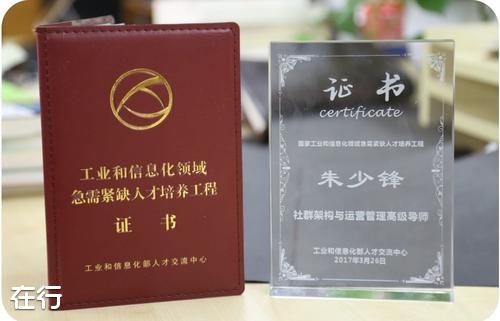 工业和信息化领域
急需紧缺人才培养工程
证书
工业和信息化部人才交流中心
证书
certificate
国家工业和信息化领域急需紧缺人才培养工程
朱少锋
社群架构与运营管理高级导师
工业和信息化部人才交流中心
2017年3月26日
在行